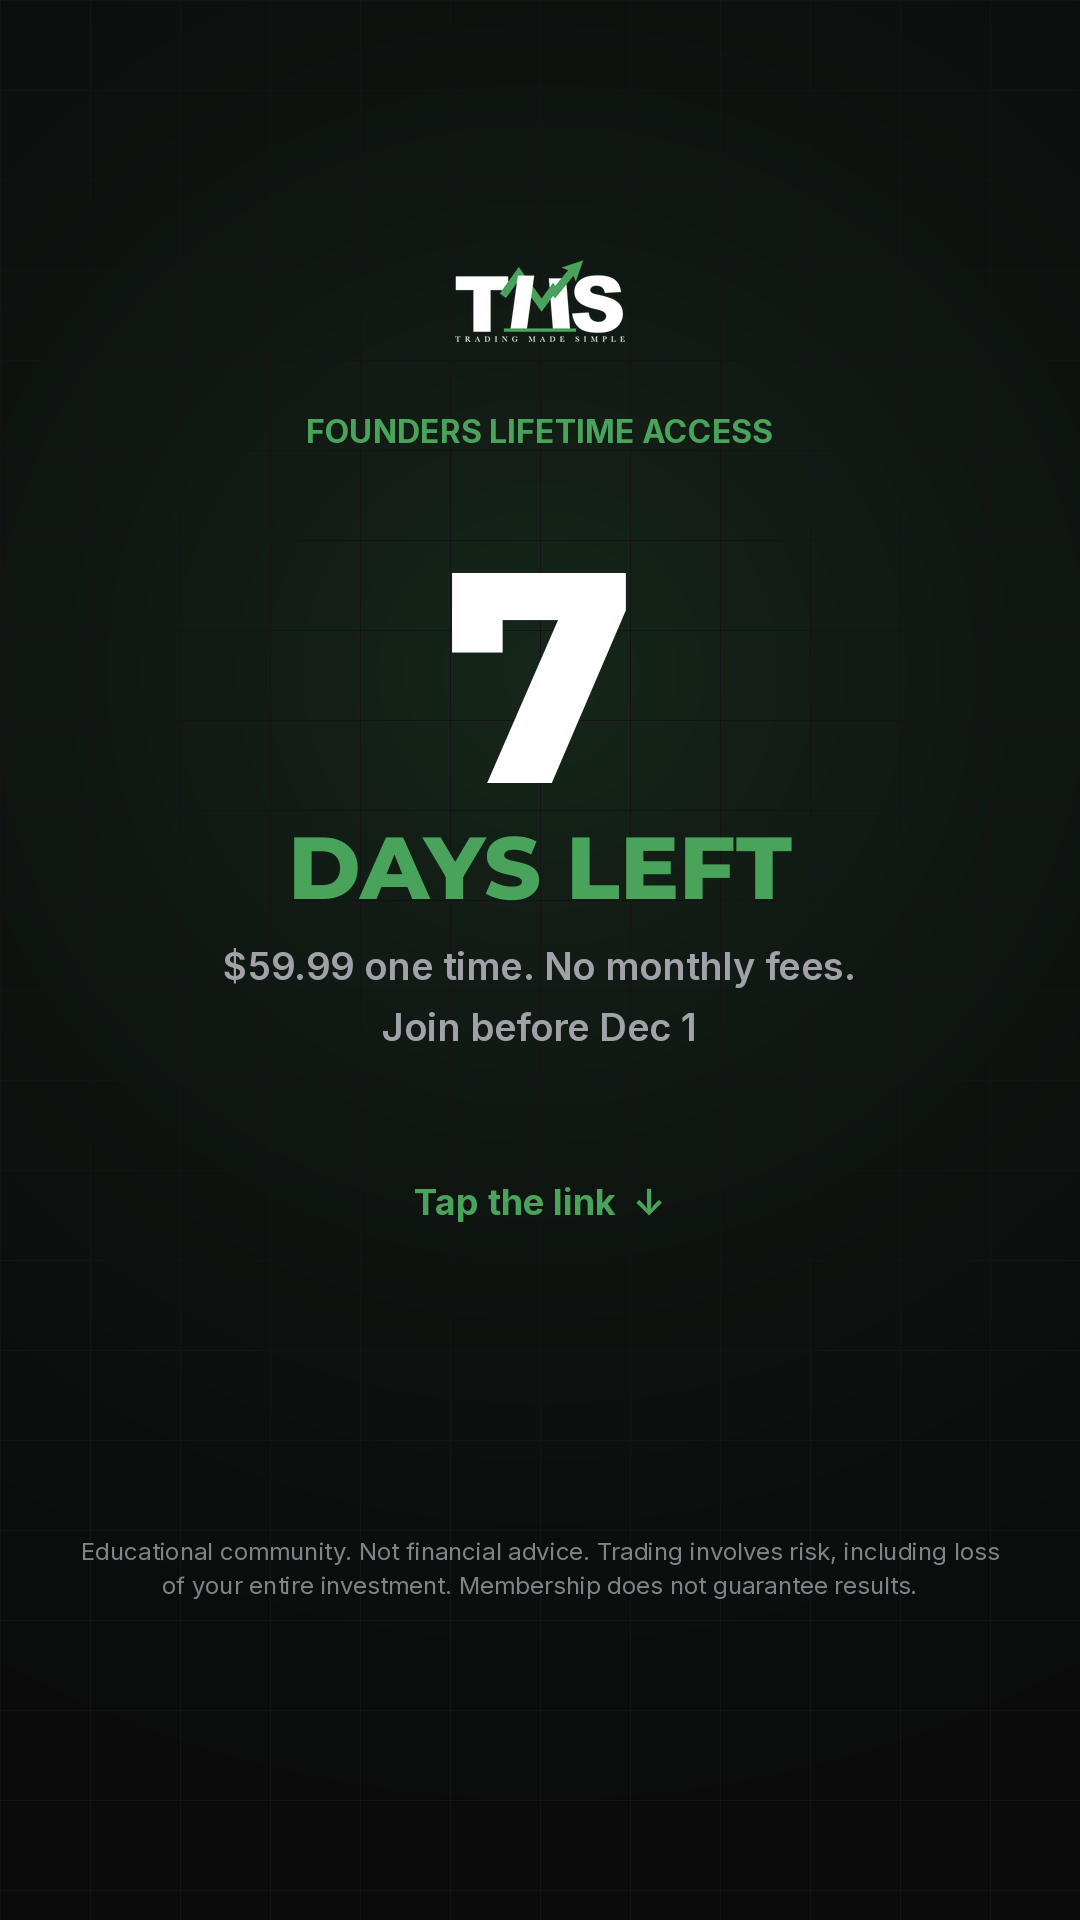 TMS
TRADING MADE SIMPLE
FOUNDERS LIFETIME ACCESS
7
DAYS LEFT
$59.99 one time. No monthly fees.
Join before Dec 1
Tap the link ↓
Educational community. Not financial advice. Trading involves risk, including loss
of your entire investment. Membership does not guarantee results.